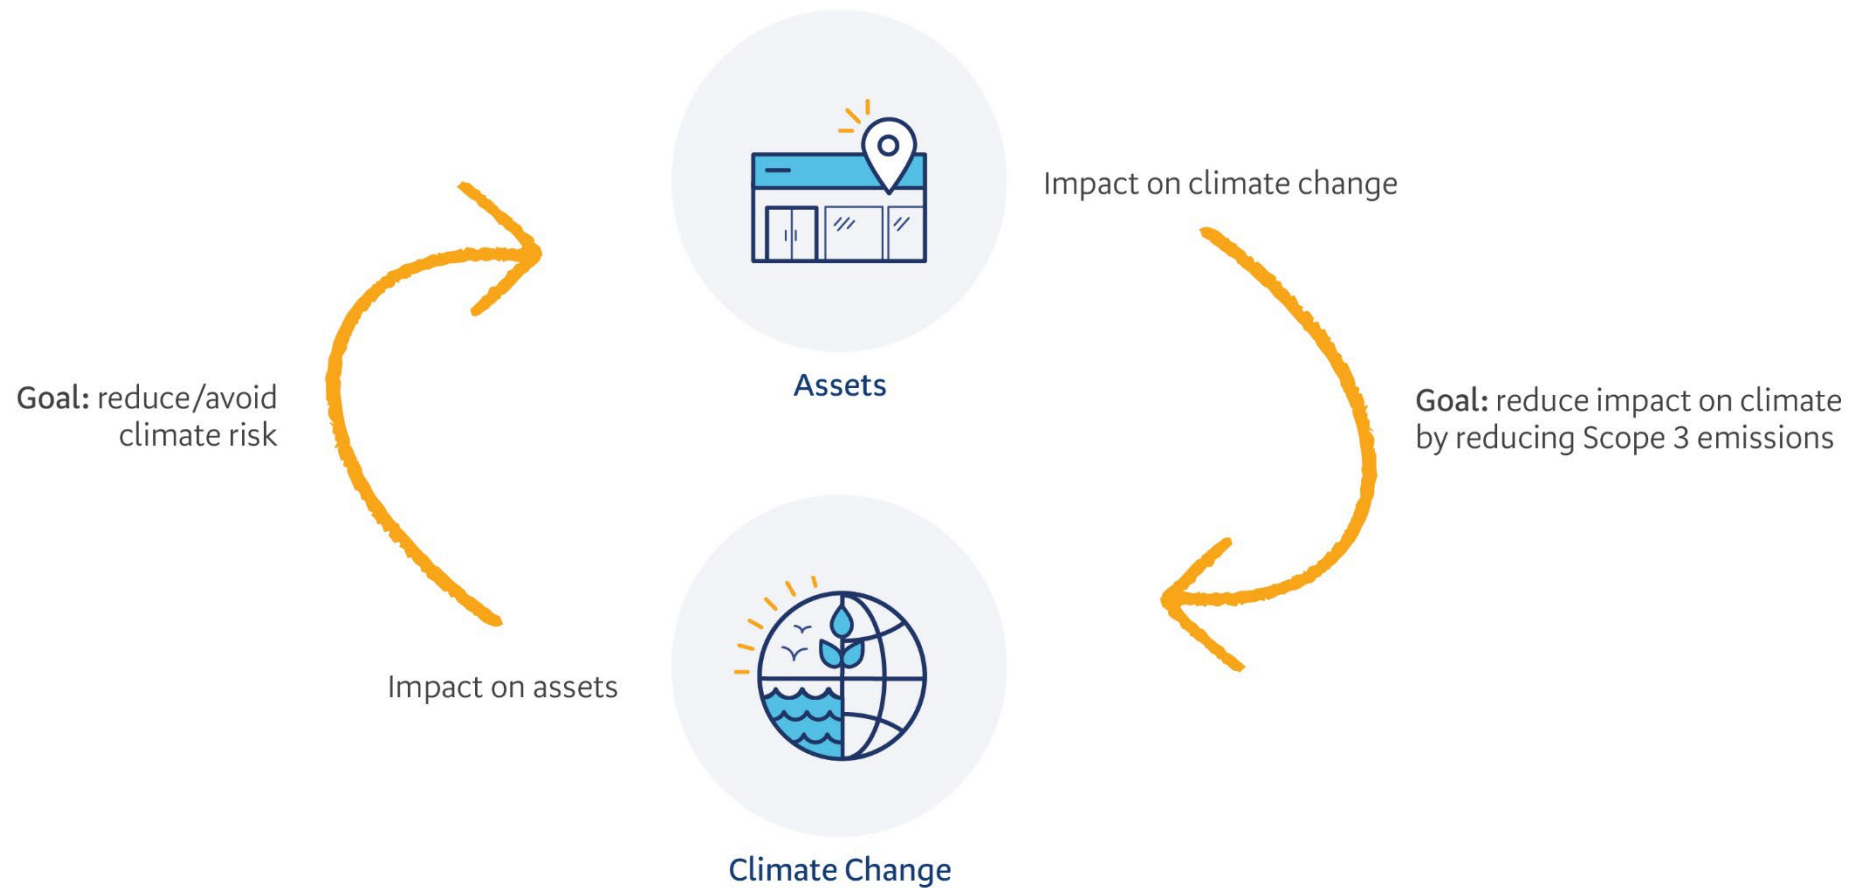 Impact on climate change
Assets
Goal: reduce/avoid
climate risk
Goal: reduce impact on climate
by reducing Scope 3 emissions
Impact on assets
Climate Change